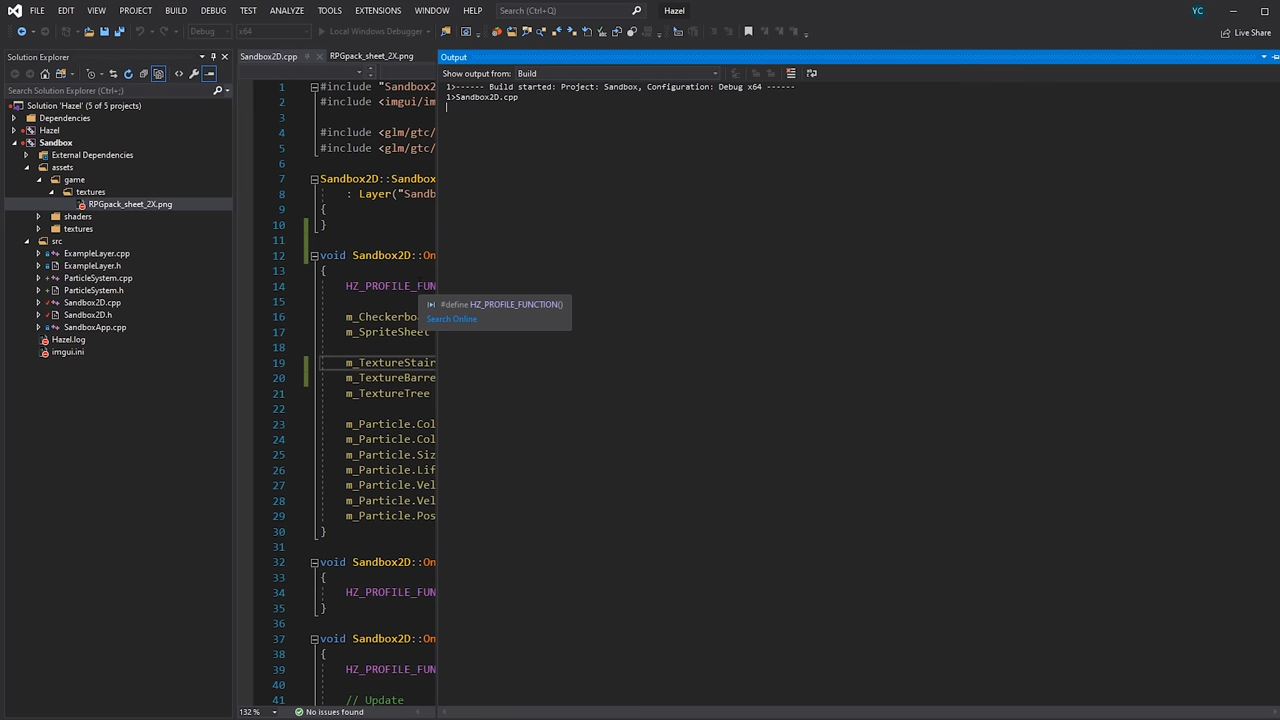 FILE EDIT VIEW PROJECT BUILD DEBUG TEST ANALYZE TOOLS EXTENSIONS WINDOW HELP Search (Ctrl+Q) Hazel YC
Debug x64 Local Windows Debugger Live Share
Solution Explorer
Search Solution Explorer (Ctrl+;)
Solution 'Hazel' (5 of 5 projects)
Dependencies
Hazel
Sandbox
External Dependencies
assets
game
textures
RPGpack_sheet_2X.png
shaders
textures
src
ExampleLayer.cpp
ExampleLayer.h
ParticleSystem.cpp
ParticleSystem.h
Sandbox2D.cpp
Sandbox2D.h
SandboxApp.cpp
Hazel.log
imgui.ini
Sandbox2D.cpp RPGpack_sheet_2X.png
1 #include "Sandbox2
2 #include <imgui/im
3
4 #include <glm/gtc/
5 #include <glm/gtc/
6
7 Sandbox2D::Sandbo
8 : Layer("Sandb
9 {
10 }
11
12 void Sandbox2D::On
13 {
14 HZ_PROFILE_FUN
15
16 m_Checkerbo
17 m_SpriteSheet
18
19 m_TextureStair
20 m_TextureBarre
21 m_TextureTree
22
23 m_Particle.Col
24 m_Particle.Col
25 m_Particle.Siz
26 m_Particle.Lif
27 m_Particle.Vel
28 m_Particle.Vel
29 m_Particle.Pos
30 }
31
32 void Sandbox2D::On
33 {
34 HZ_PROFILE_FUN
35 }
36
37 void Sandbox2D::On
38 {
39 HZ_PROFILE_FUN
40
41 // Update
#define HZ_PROFILE_FUNCTION()
Search Online
132 % No issues found
Output
Show output from: Build
1>------ Build started: Project: Sandbox, Configuration: Debug x64 ------
1>Sandbox2D.cpp